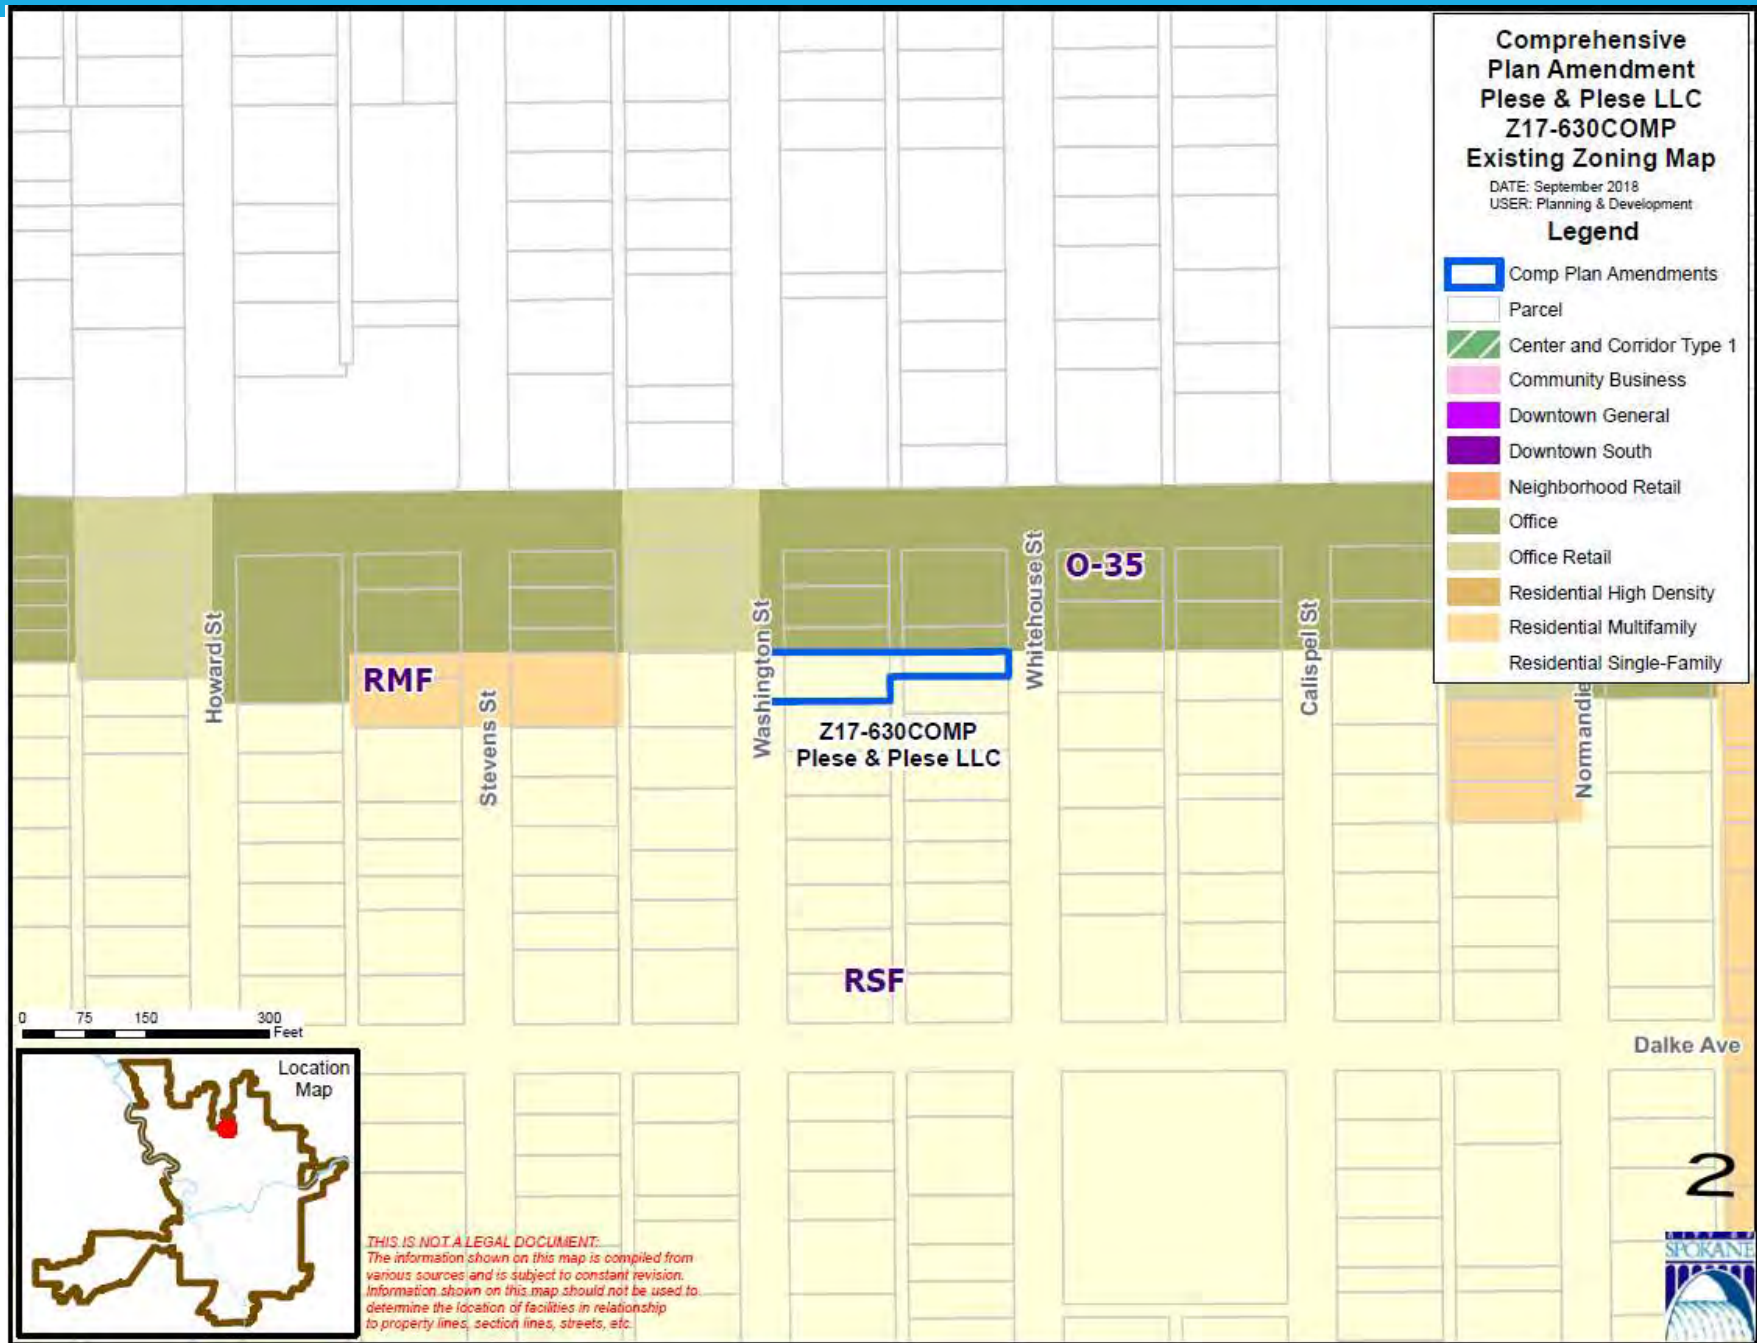 Comprehensive
Plan Amendment
Plese & Plese LLC
Z17-630COMP
Existing Zoning Map
DATE: September 2018
USER: Planning & Development
Legend
Comp Plan Amendments
Parcel
Center and Corridor Type 1
Community Business
Downtown General
Downtown South
Neighborhood Retail
Office
Office Retail
Residential High Density
Residential Multifamily
Residential Single-Family
O-35
RMF
Howard St
Stevens St
Washington St
Whitehouse St
Calispel St
Normandie
Z17-630COMP
Plese & Plese LLC
RSF
0 75 150 300
Feet
Dalke Ave
Location
Map
2
THIS IS NOT A LEGAL DOCUMENT:
The information shown on this map is compiled from
various sources and is subject to constant revision.
Information shown on this map should not be used to
determine the location of facilities in relationship
to property lines, section lines, streets, etc.
CITY OF
SPOKANE